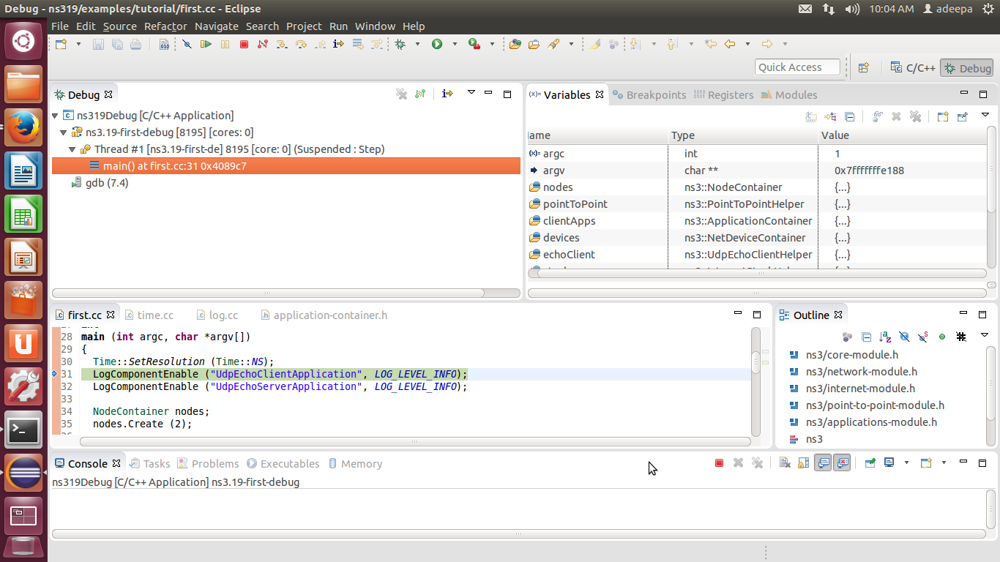 Debug - ns319/examples/tutorial/first.cc - Eclipse
10:04 AM
adeepa
File Edit Source Refactor Navigate Search Project Run Window Help
Quick Access
C/C++
Debug
Debug
ns319Debug [C/C++ Application]
ns3.19-first-debug [8195] [cores: 0]
Thread #1 [ns3.19-first-de] 8195 [core: 0] (Suspended : Step)
main() at first.cc:31 0x4089c7
gdb (7.4)
(x)= Variables Breakpoints Registers Modules
lame Type Value
(x)= argc int 1
argv char ** 0x7fffffffe188
nodes ns3::NodeContainer {...}
pointToPoint ns3::PointToPointHelper {...}
clientApps ns3::ApplicationContainer {...}
devices ns3::NetDeviceContainer {...}
echoClient ns3::UdpEchoClientHelper {...}
first.cc time.cc log.cc application-container.h
28 main (int argc, char *argv[])
29 {
30 Time::SetResolution (Time::NS);
31 LogComponentEnable ("UdpEchoClientApplication", LOG_LEVEL_INFO);
32 LogComponentEnable ("UdpEchoServerApplication", LOG_LEVEL_INFO);
33
34 NodeContainer nodes;
35 nodes.Create (2);
Outline
ns3/core-module.h
ns3/network-module.h
ns3/internet-module.h
ns3/point-to-point-module.h
ns3/applications-module.h
ns3
Console Tasks Problems Executables Memory
ns319Debug [C/C++ Application] ns3.19-first-debug